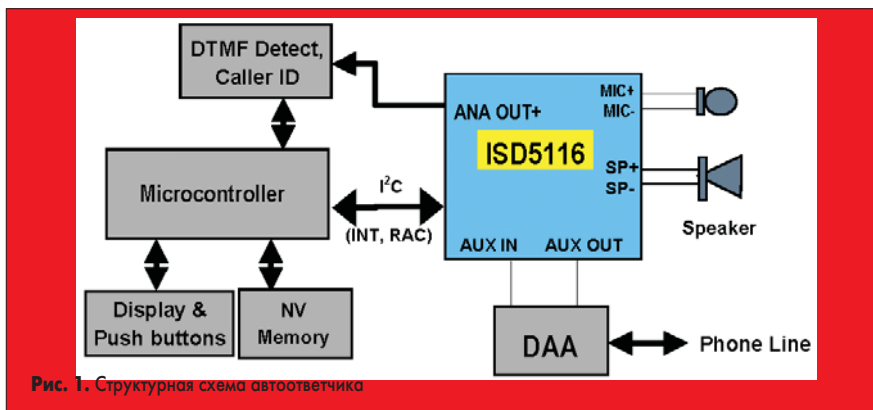 DTMF Detect,
Caller ID
ANA OUT+
MIC+
MIC-
ISD5116
SP+
SP-
Speaker
Microcontroller
I²C
(INT, RAC)
AUX IN
AUX OUT
Display &
Push buttons
NV
Memory
DAA
Phone Line
Рис. 1. Структурная схема автоответчика